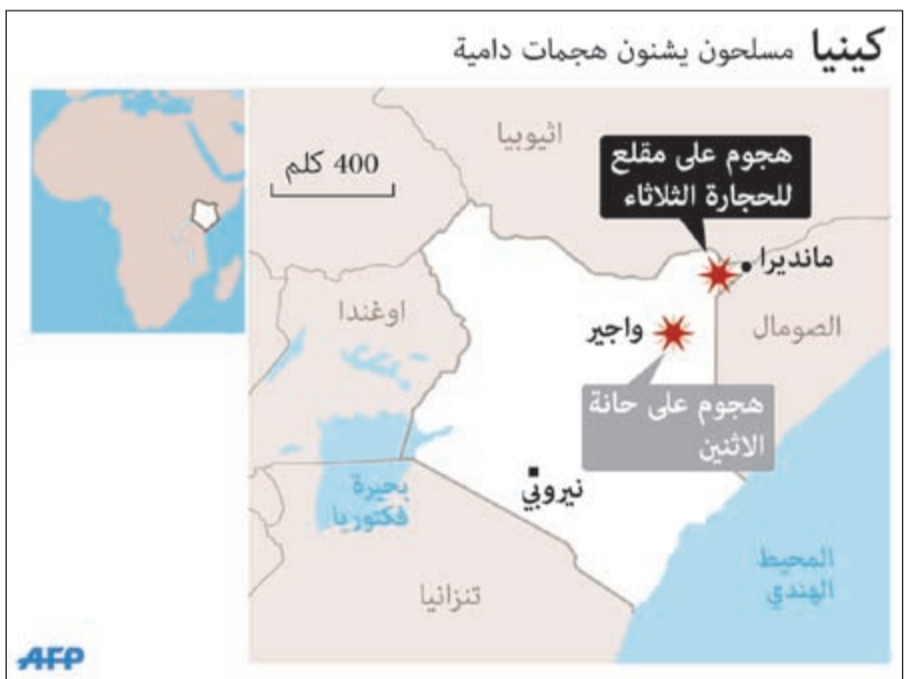 كينيا مسلحون يشنون هجمات دامية
اثيوبيا
هجوم على مقلع
للحجارة الثلاثاء
400 كلم
مانديرا
اوغندا
واجير
الصومال
هجوم على حانة
الاثنين
نيروبي
بحيرة
فكتوريا
المحيط
الهندي
تنزانيا
AFP